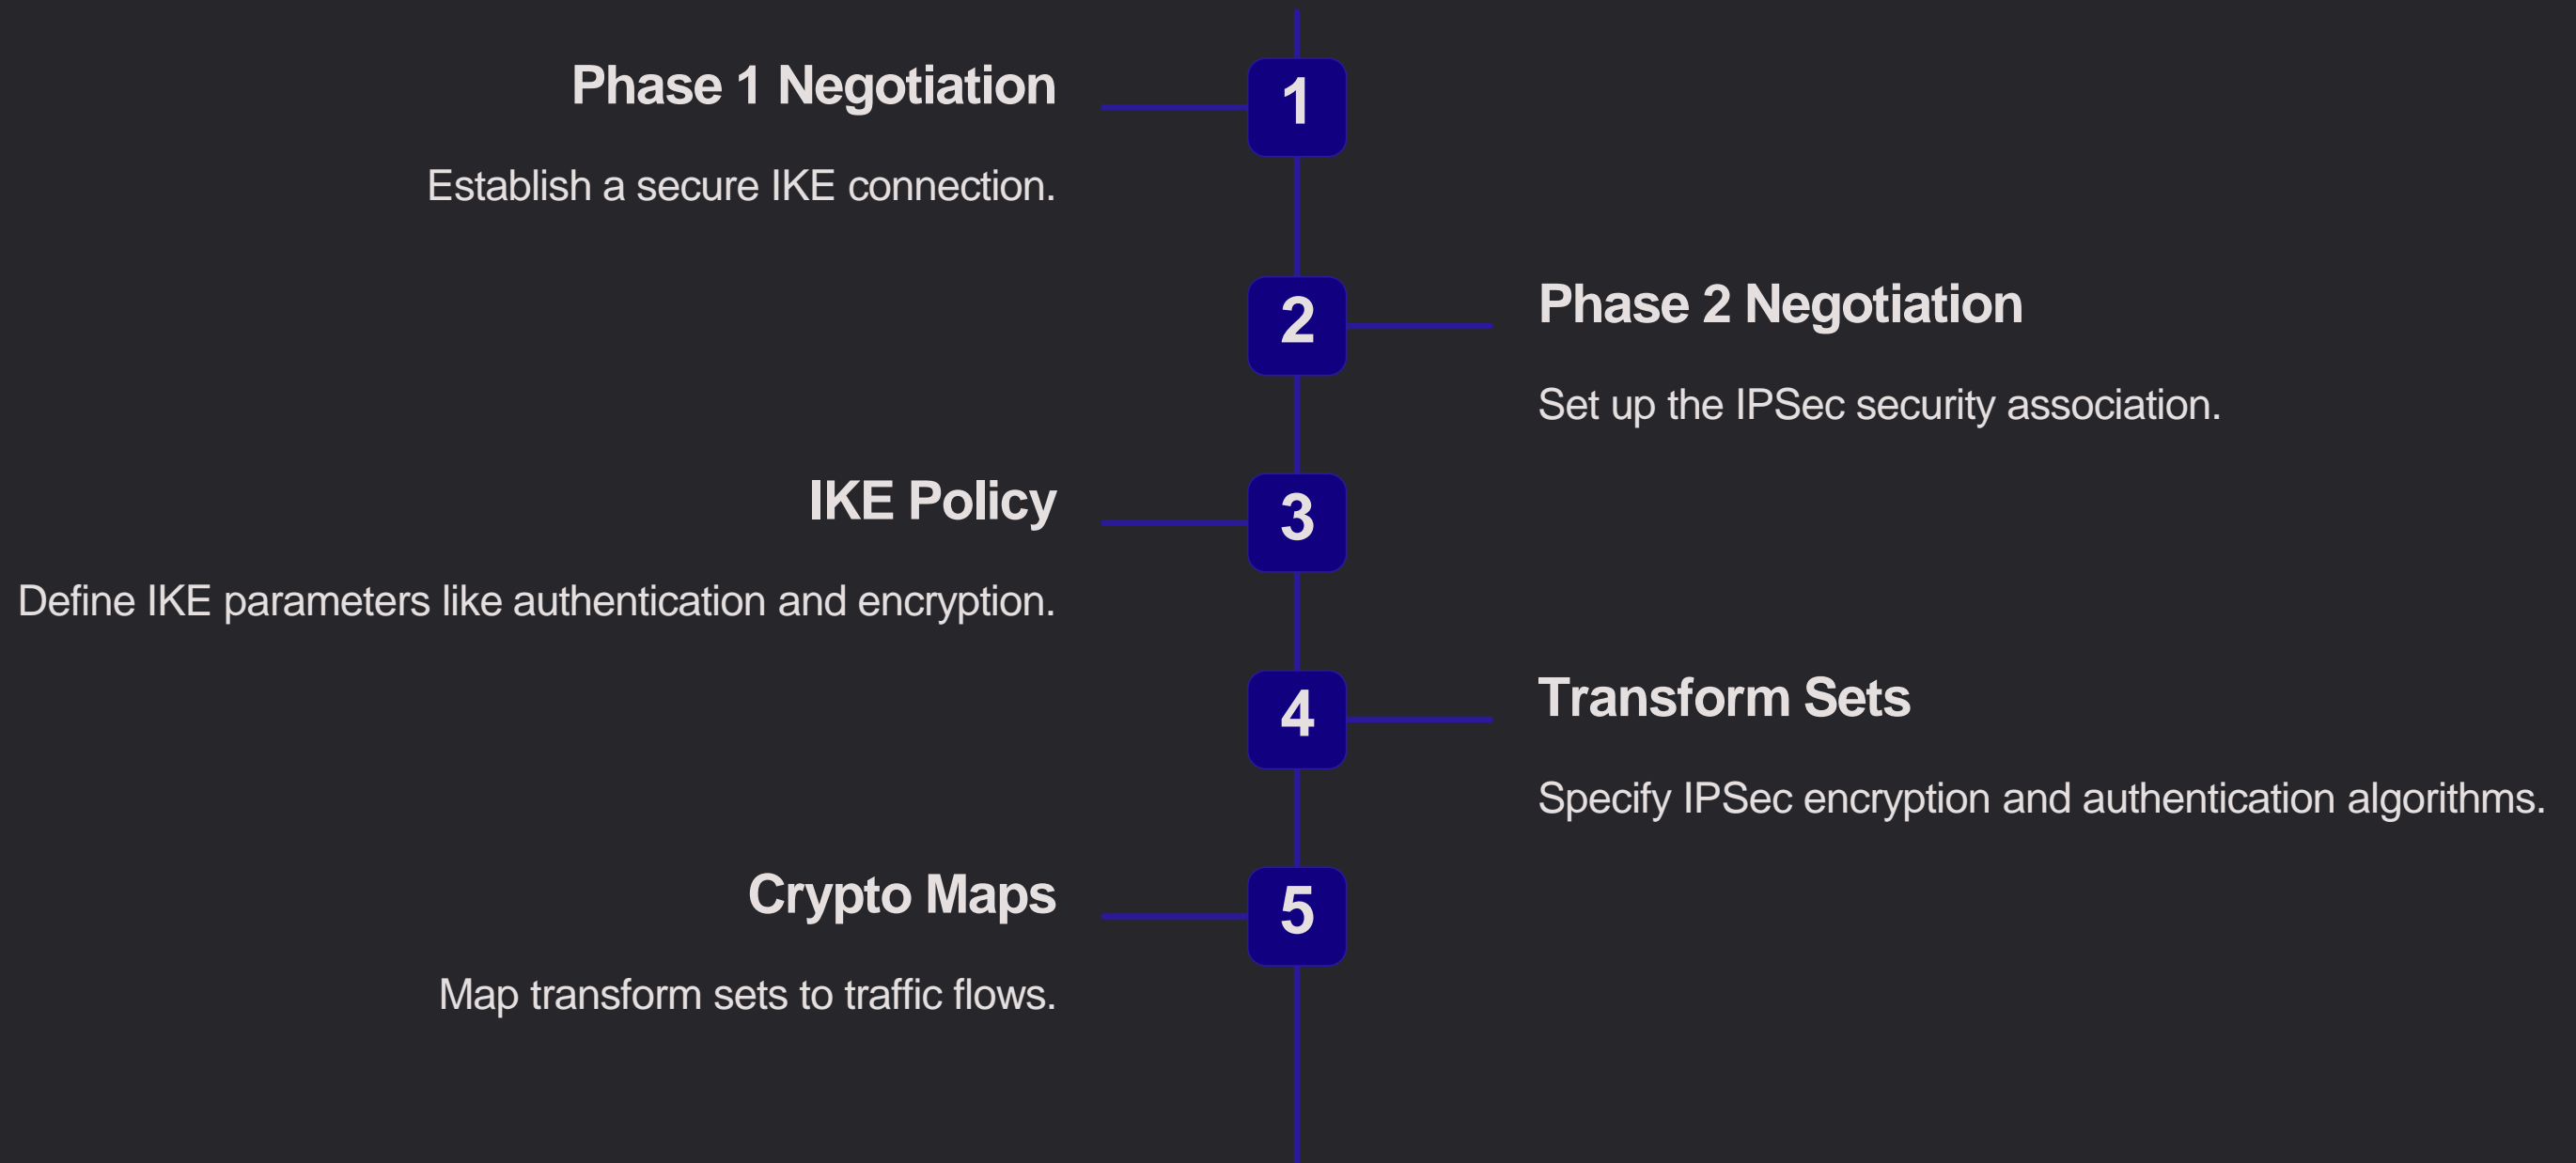 Phase 1 Negotiation
1
Establish a secure IKE connection.
2
Phase 2 Negotiation
Set up the IPSec security association.
IKE Policy
3
Define IKE parameters like authentication and encryption.
4
Transform Sets
Specify IPSec encryption and authentication algorithms.
Crypto Maps
5
Map transform sets to traffic flows.